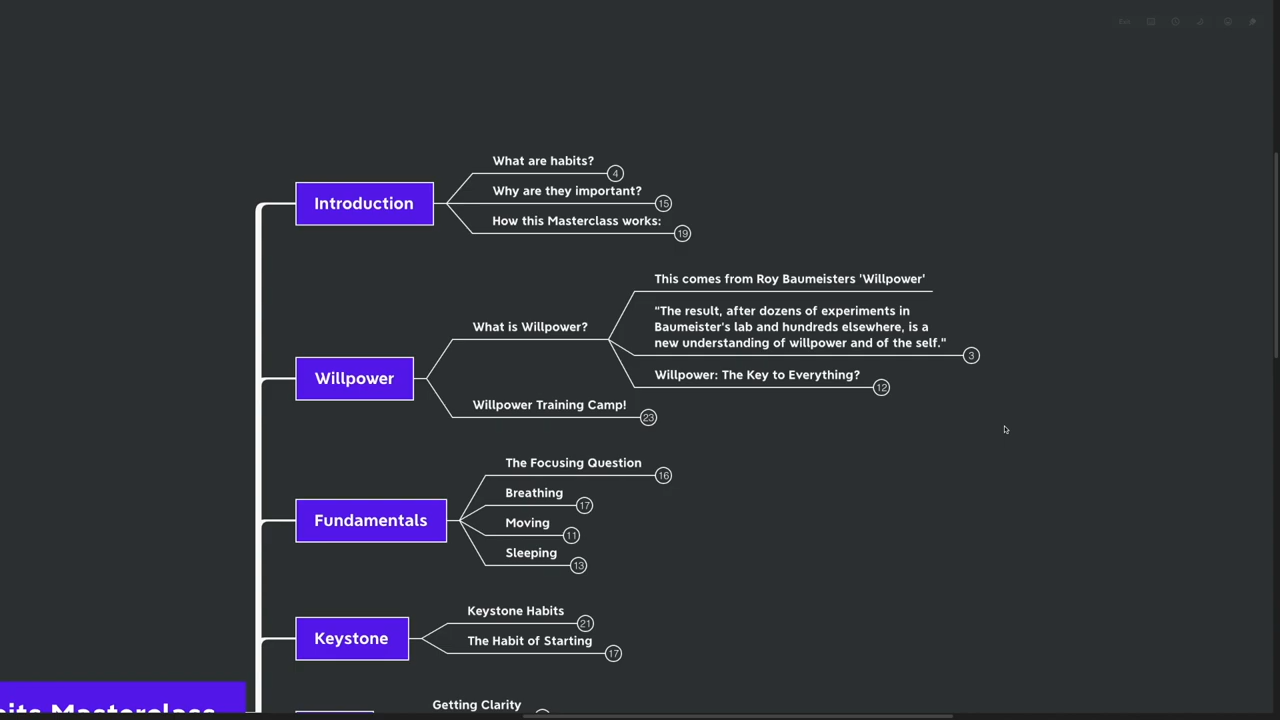 What are habits?
4
Introduction
Why are they important?
15
How this Masterclass works:
19
This comes from Roy Baumeisters 'Willpower'
"The result, after dozens of experiments in
Baumeister's lab and hundreds elsewhere, is a
new understanding of willpower and of the self."
3
What is Willpower?
Willpower: The Key to Everything?
12
Willpower
Willpower Training Camp!
23
The Focusing Question
16
Breathing
17
Fundamentals
Moving
11
Sleeping
13
Keystone Habits
21
Keystone
The Habit of Starting
17
Getting Clarity
Masterclass